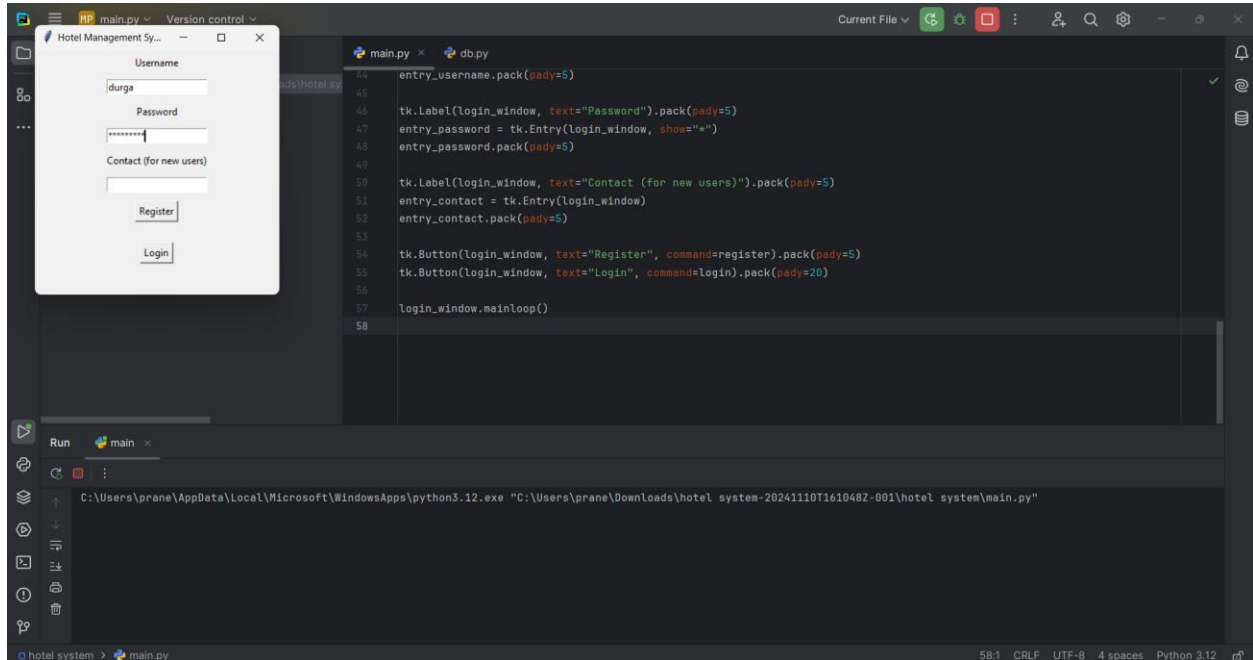 MP main.py Version control
Current File
Hotel Management Sy...
Username
durga
Password
*********
Contact (for new users)
Register
Login
main.py
db.py
44 entry_username.pack(pady=5)
45
46 tk.Label(login_window, text="Password").pack(pady=5)
47 entry_password = tk.Entry(login_window, show="*")
48 entry_password.pack(pady=5)
49
50 tk.Label(login_window, text="Contact (for new users)").pack(pady=5)
51 entry_contact = tk.Entry(login_window)
52 entry_contact.pack(pady=5)
53
54 tk.Button(login_window, text="Register", command=register).pack(pady=5)
55 tk.Button(login_window, text="Login", command=login).pack(pady=20)
56
57 login_window.mainloop()
58
ads\hotel sy
Run main
C:\Users\prane\AppData\Local\Microsoft\WindowsApps\python3.12.exe "C:\Users\prane\Downloads\hotel system-20241110T161048Z-001\hotel system\main.py"
hotel system > main.py
58:1 CRLF UTF-8 4 spaces Python 3.12